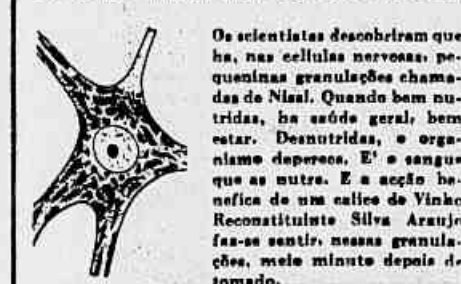 Os scientistas descobriram que
ha, nas cellulas nervosas, pe-
queninas granulações chama-
das de Nissl. Quando bem nu-
tridas, ha saúde geral, bem
estar. Desnutridas, o orga-
nismo deperece. E' o sangue
que as nutre. E a acção be-
nefica de um calice de Vinho
Reconstituinte Silva Araujo
faz-se sentir, nessas granula-
ções, meio minuto depois de
tomado.